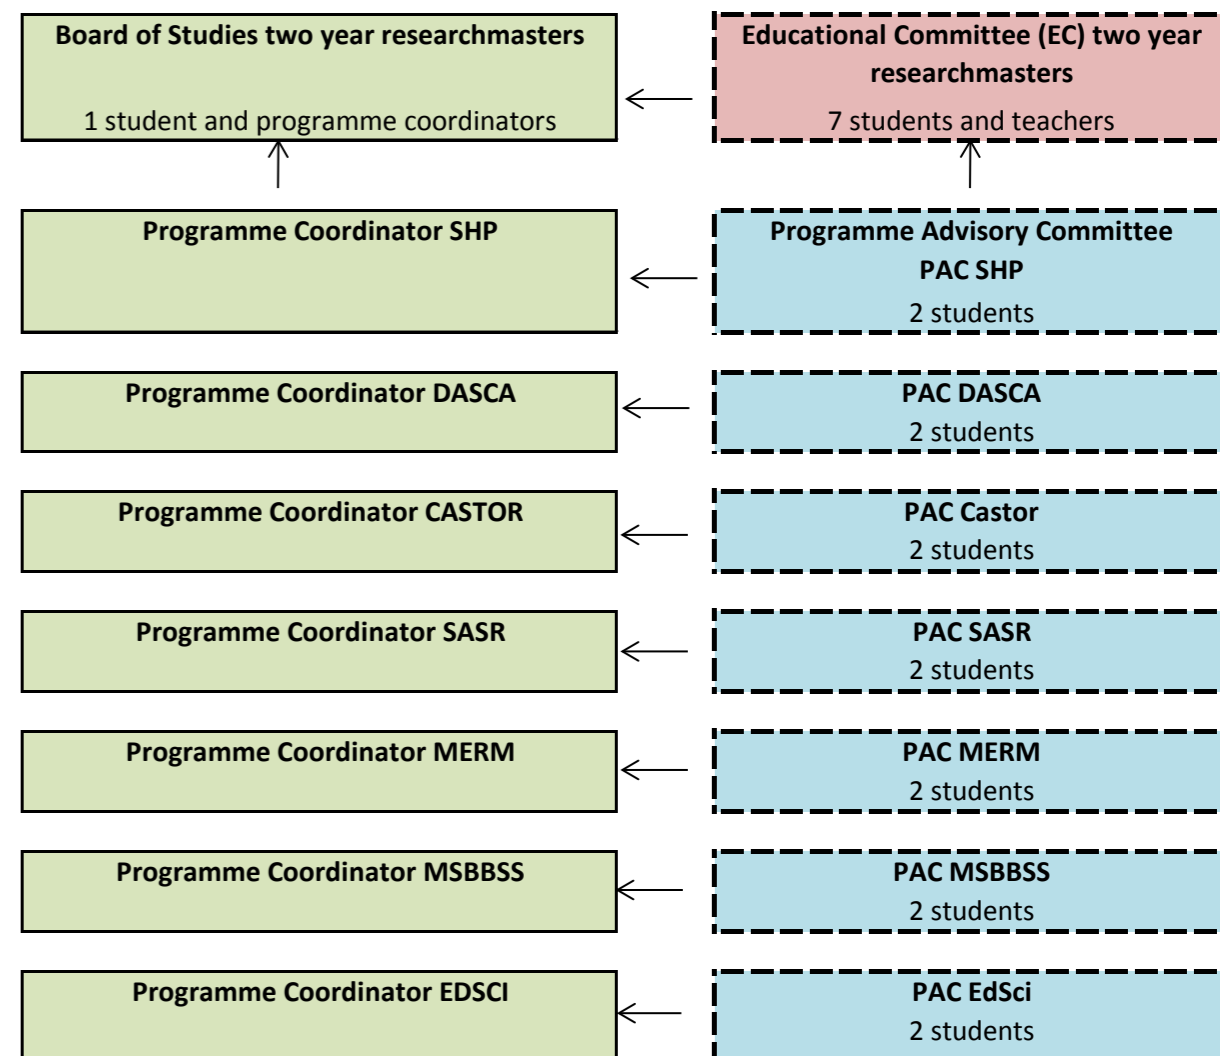 Board of Studies two year researchmasters
1 student and programme coordinators
Educational Committee (EC) two year
researchmasters
7 students and teachers
Programme Coordinator SHP
Programme Advisory Committee
PAC SHP
2 students
Programme Coordinator DASCA
PAC DASCA
2 students
Programme Coordinator CASTOR
PAC Castor
2 students
Programme Coordinator SASR
PAC SASR
2 students
Programme Coordinator MERM
PAC MERM
2 students
Programme Coordinator MSBBSS
PAC MSBBSS
2 students
Programme Coordinator EDSCI
PAC EdSci
2 students